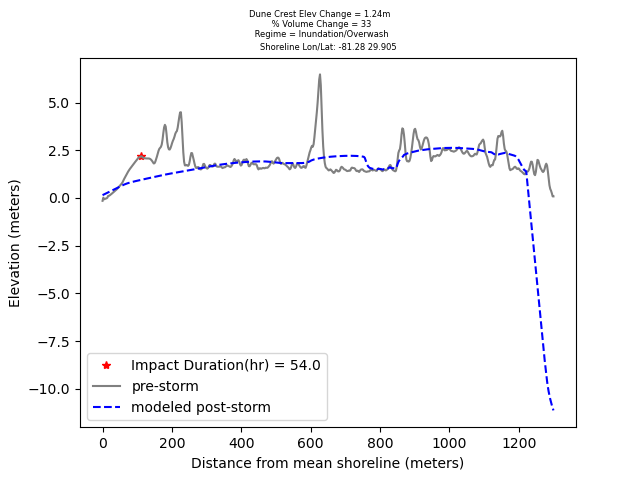 Dune Crest Elev Change = 1.24m
% Volume Change = 33
Regime = Inundation/Overwash
Shoreline Lon/Lat: -81.28 29.905
5.0
2.5
0.0
−2.5
−5.0
−7.5
−10.0
Elevation (meters)
Impact Duration(hr) = 54.0
pre-storm
modeled post-storm
0 200 400 600 800 1000 1200
Distance from mean shoreline (meters)